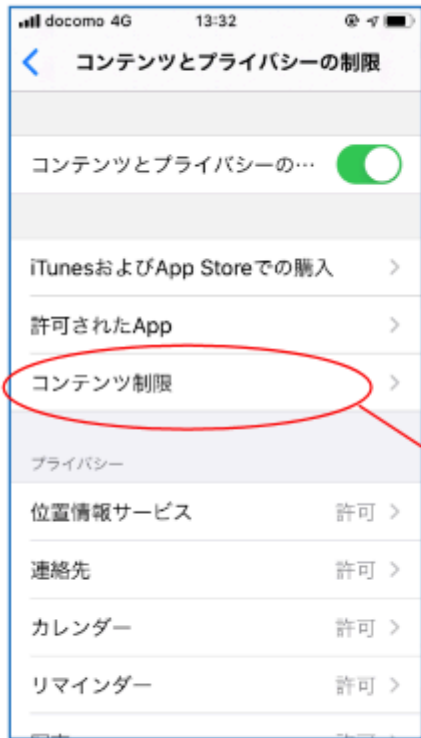 docomo 4G 13:32
コンテンツとプライバシーの制限
コンテンツとプライバシーの…
iTunesおよびApp Storeでの購入
許可されたApp
コンテンツ制限
プライバシー
位置情報サービス 許可
連絡先 許可
カレンダー 許可
リマインダー 許可